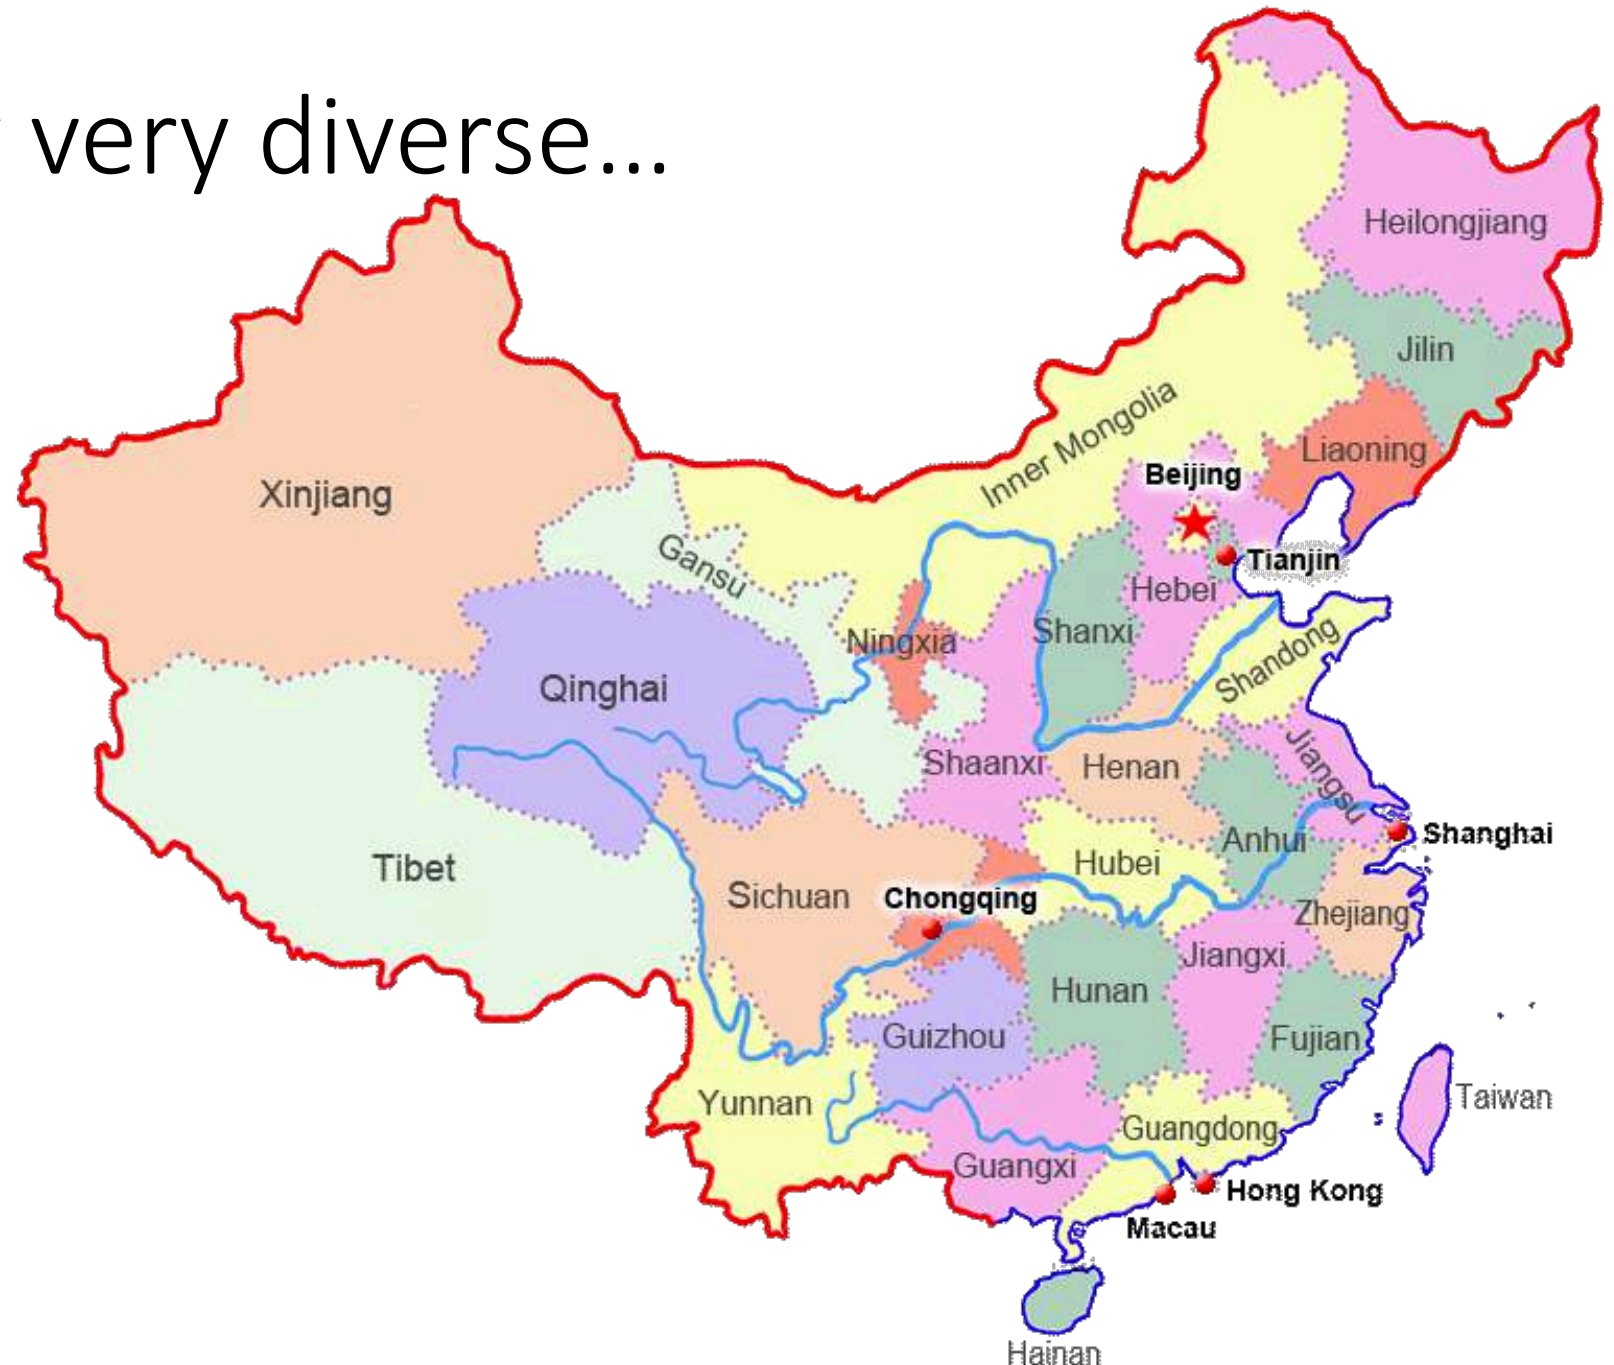 very diverse...
Heilongjiang
Jilin
Inner Mongolia
Liaoning
Beijing
Xinjiang
Gansu
Tianjin
Hebei
Ningxia
Shanxi
Shandong
Qinghai
Shaanxi
Henan
Jiangsu
Tibet
Sichuan
Hubei
Anhui
Shanghai
Chongqing
Zhejiang
Jiangxi
Hunan
Guizhou
Fujian
Yunnan
Taiwan
Guangdong
Guangxi
Hong Kong
Macau
Hainan